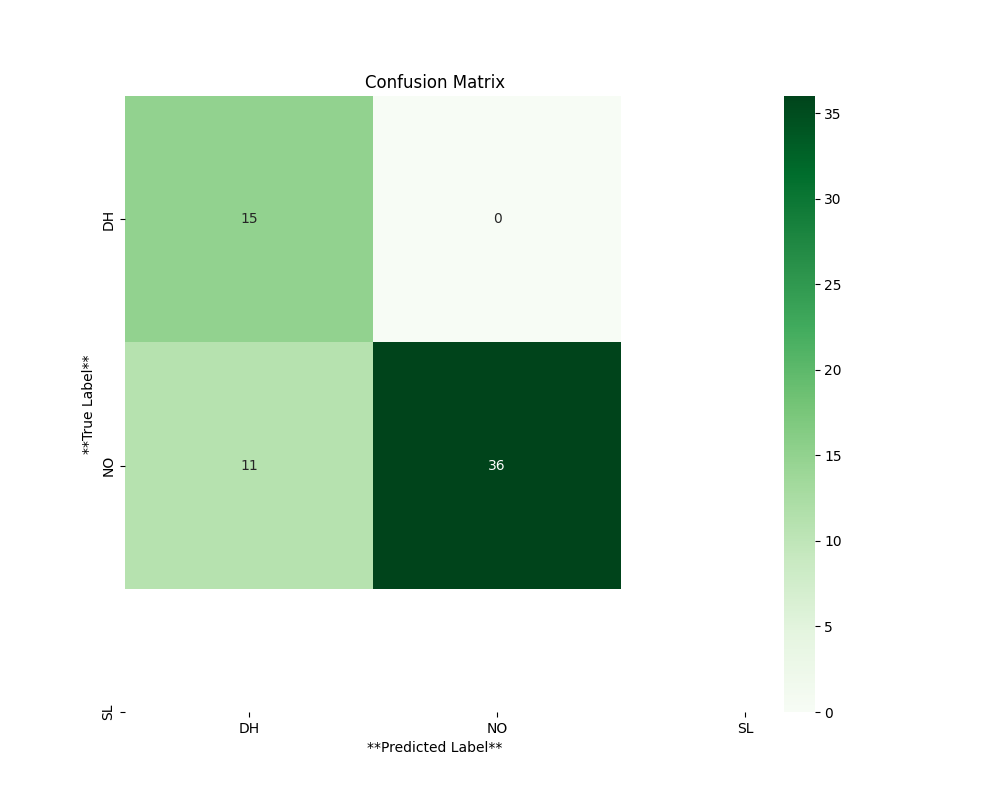 Confusion Matrix
DH
NO
SL
**True Label**
15
0
11
36
DH
NO
SL
**Predicted Label**
35
30
25
20
15
10
5
0